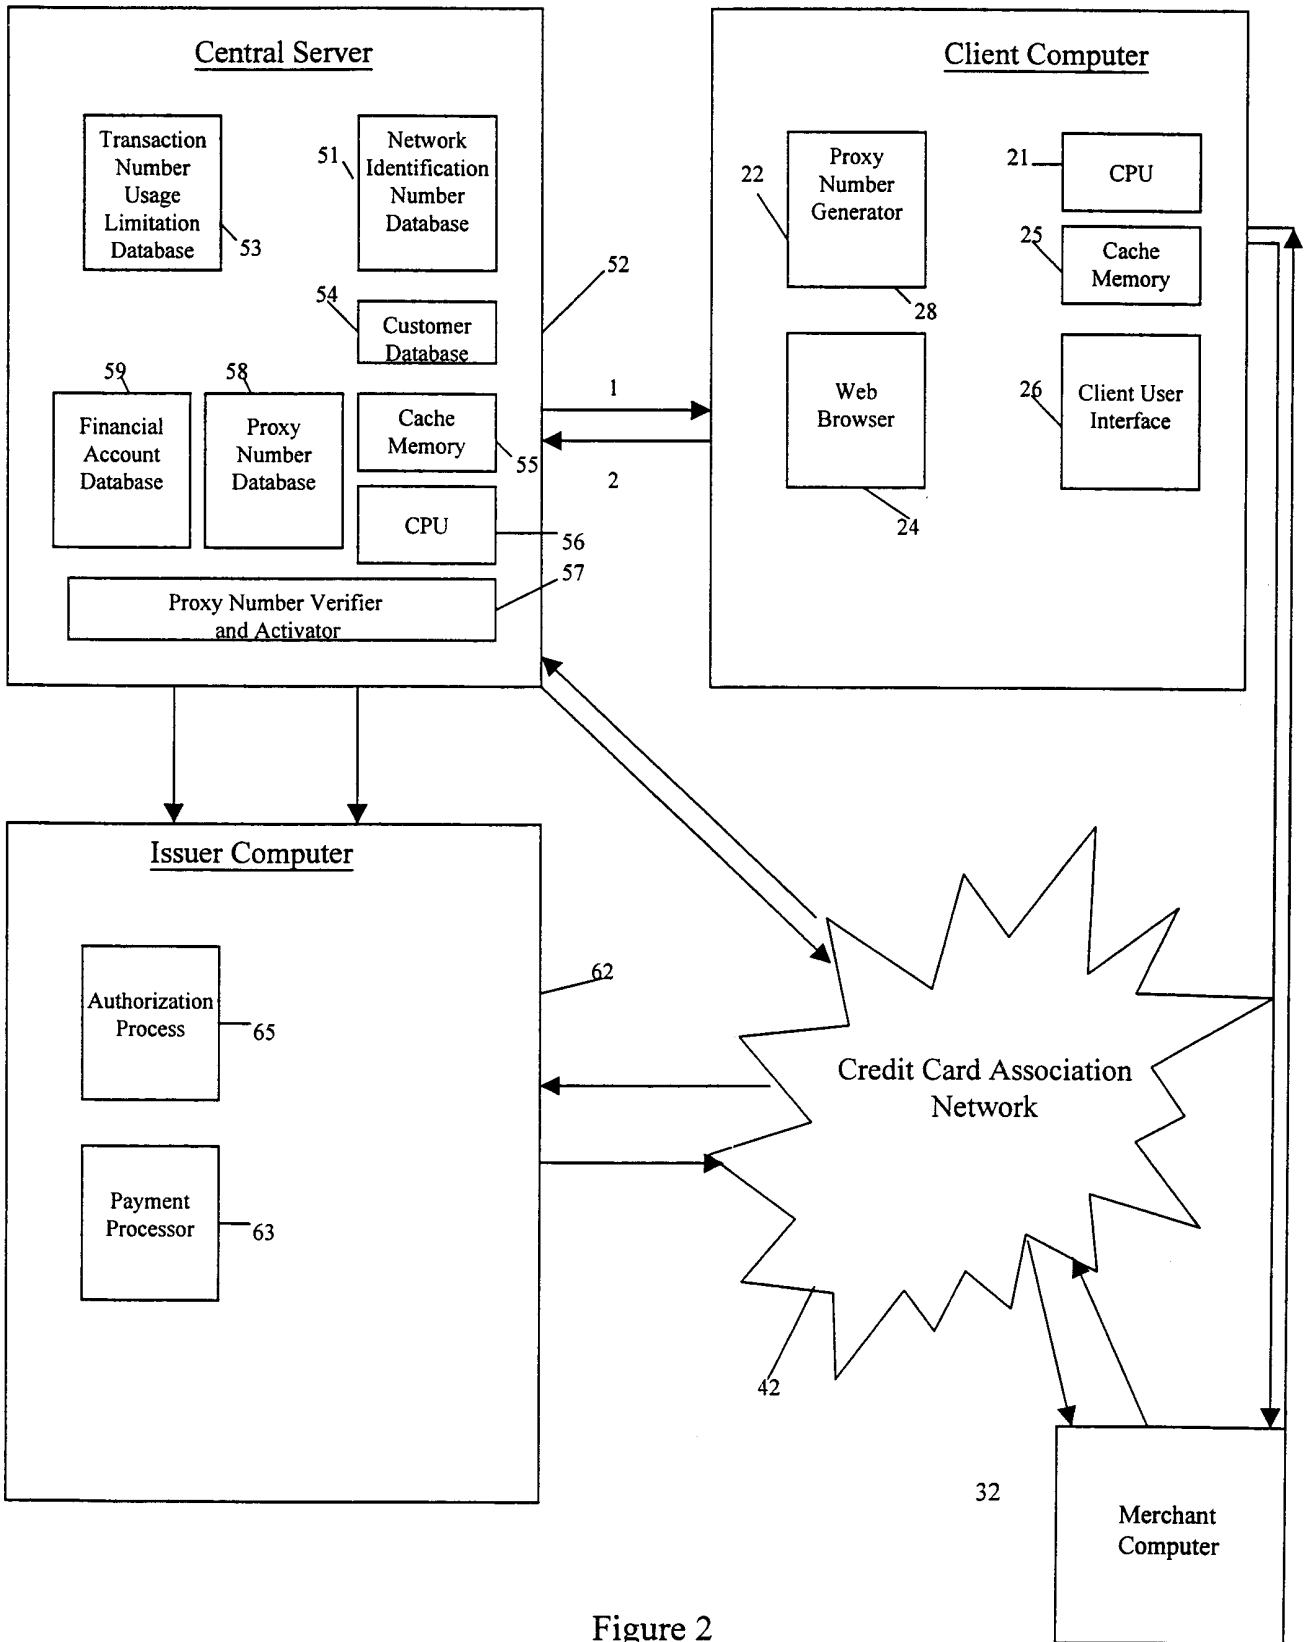 Central Server
Transaction
Number
Usage
Limitation
Database
53
51
Network
Identification
Number
Database
52
54
Customer
Database
59
Financial
Account
Database
58
Proxy
Number
Database
Cache
Memory
55
CPU
56
57
Proxy Number Verifier
and Activator
1
2
Client Computer
22
Proxy
Number
Generator
28
21
CPU
25
Cache
Memory
Web
Browser
24
26
Client User
Interface
Issuer Computer
62
Authorization
Process
65
Payment
Processor
63
Credit Card Association
Network
42
32
Merchant
Computer
Figure 2